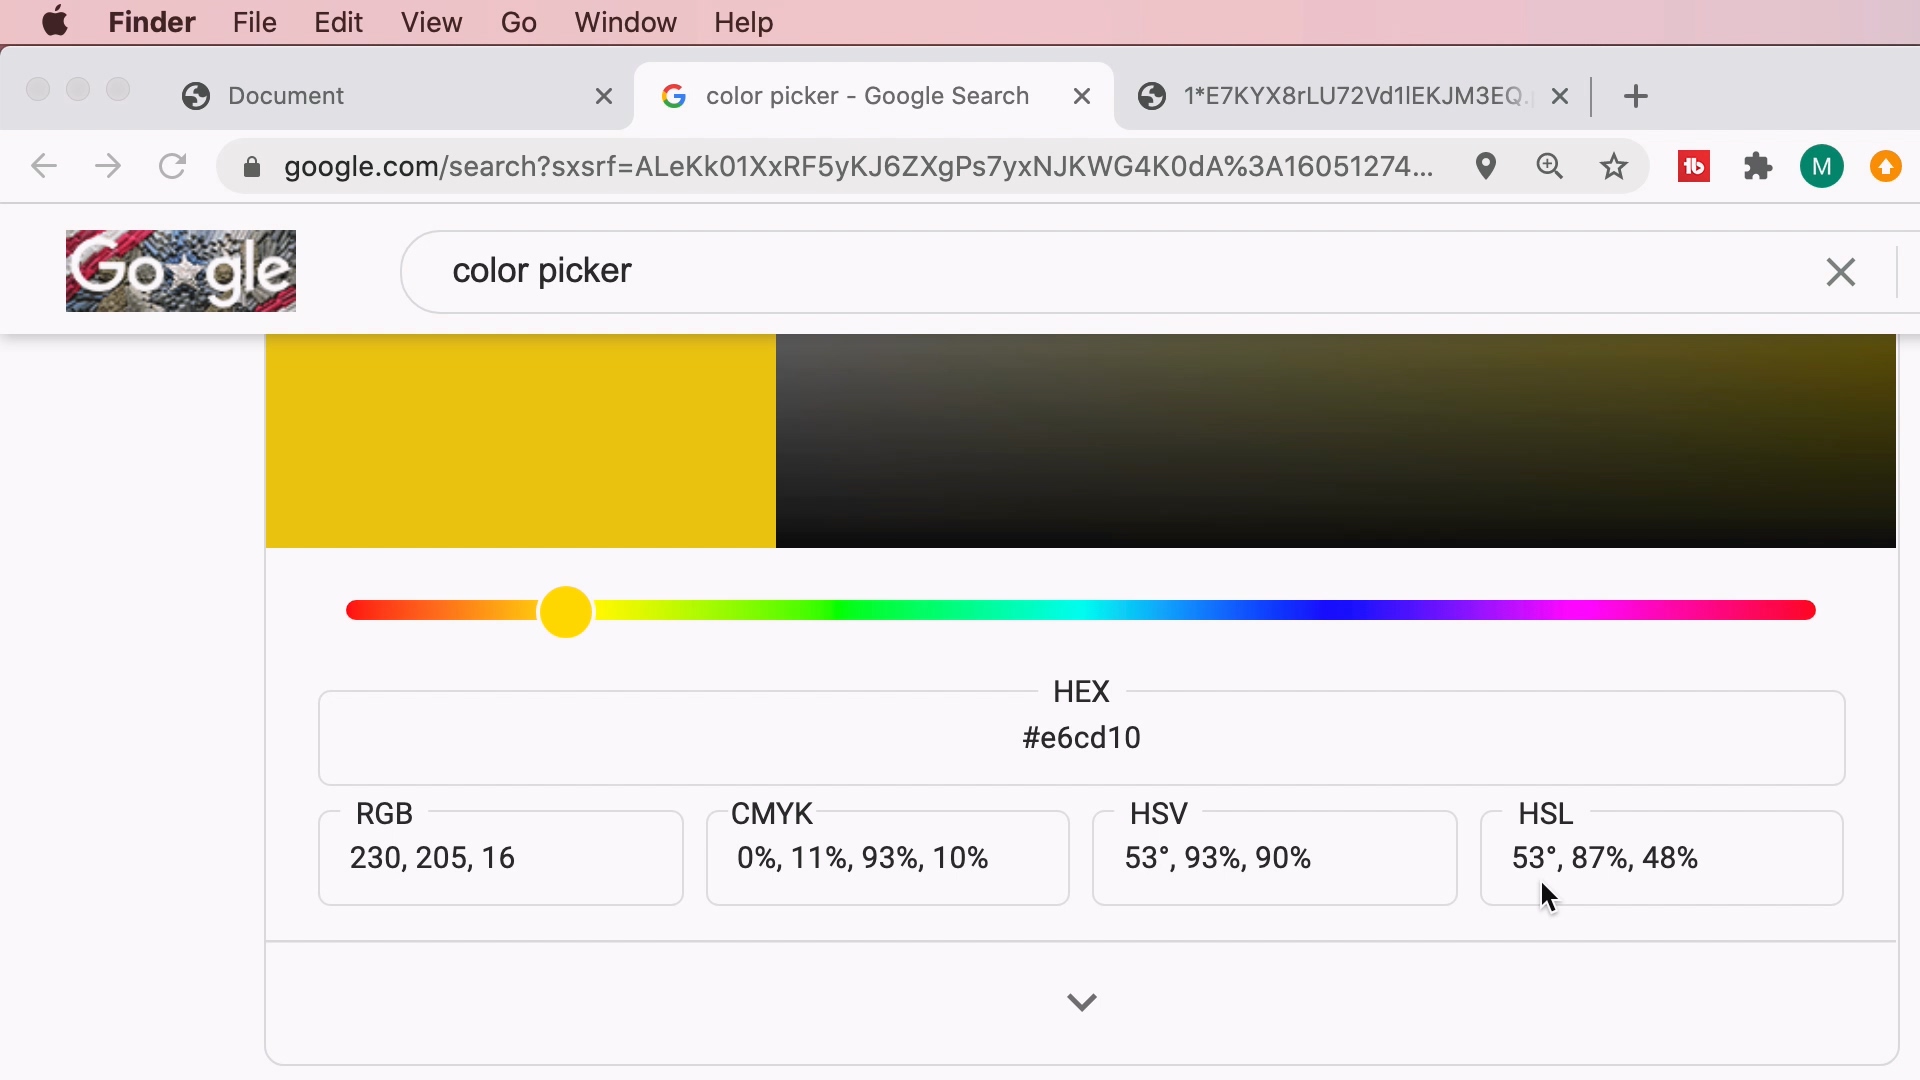 Finder File Edit View Go Window Help
Document
color picker - Google Search
1*E7KYX8rLU72Vd1lEKJM3EQ.
google.com/search?sxsrf=ALeKk01XxRF5yKJ6ZXgPs7yxNJKWG4K0dA%3A16051274...
M
Google
color picker
HEX
#e6cd10
RGB
230, 205, 16
CMYK
0%, 11%, 93%, 10%
HSV
53°, 93%, 90%
HSL
53°, 87%, 48%